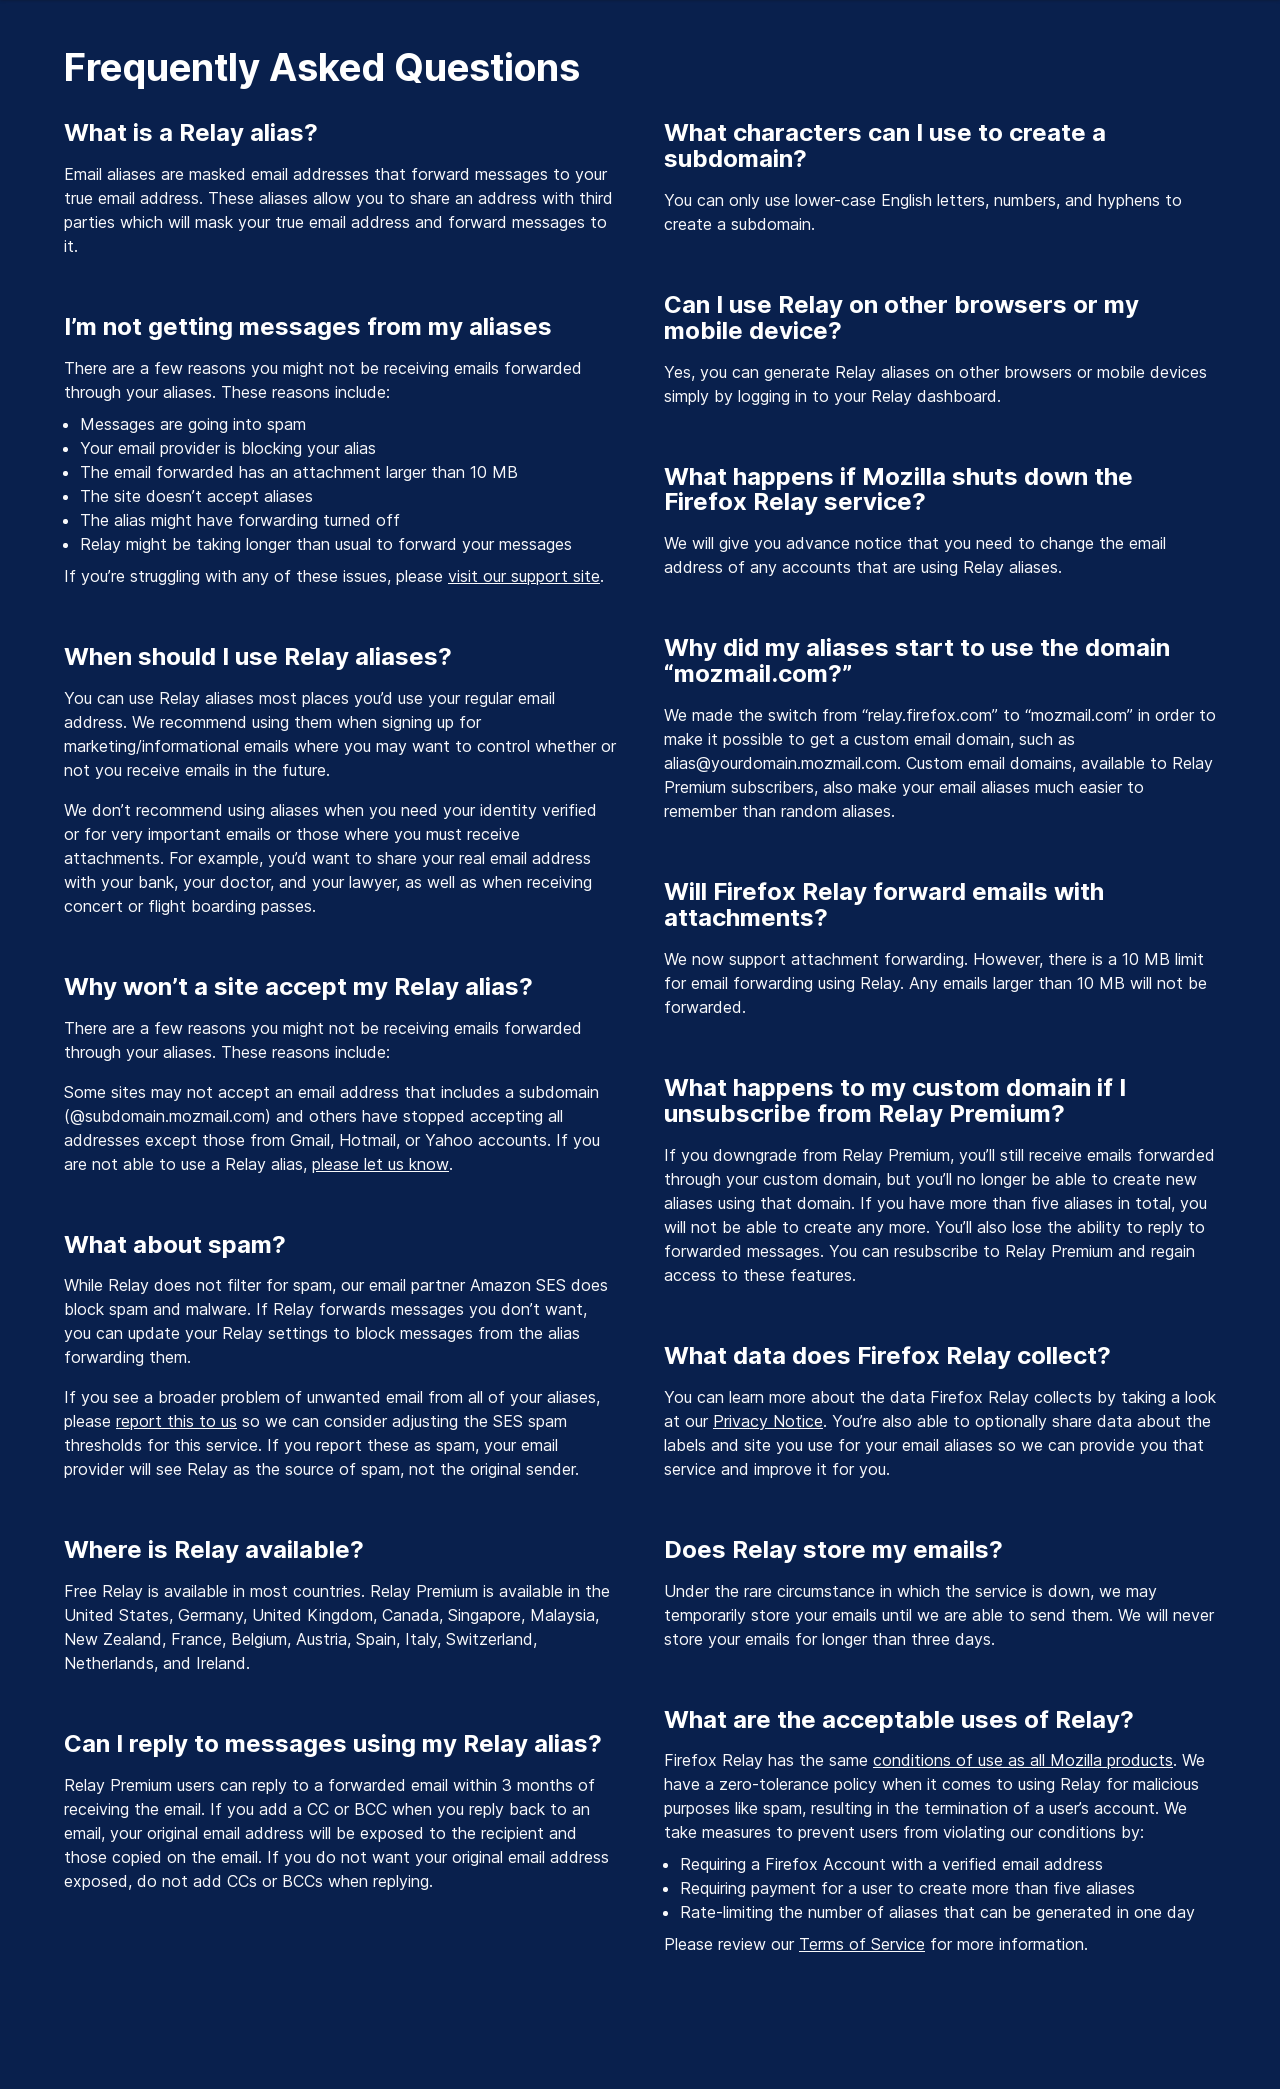 Frequently Asked Questions
What is a Relay alias?
Email aliases are masked email addresses that forward messages to your
true email address. These aliases allow you to share an address with third
parties which will mask your true email address and forward messages to
it.
I’m not getting messages from my aliases
There are a few reasons you might not be receiving emails forwarded
through your aliases. These reasons include:
• Messages are going into spam
• Your email provider is blocking your alias
• The email forwarded has an attachment larger than 10 MB
• The site doesn’t accept aliases
• The alias might have forwarding turned off
• Relay might be taking longer than usual to forward your messages
If you’re struggling with any of these issues, please visit our support site.
When should I use Relay aliases?
You can use Relay aliases most places you’d use your regular email
address. We recommend using them when signing up for
marketing/informational emails where you may want to control whether or
not you receive emails in the future.
We don’t recommend using aliases when you need your identity verified
or for very important emails or those where you must receive
attachments. For example, you’d want to share your real email address
with your bank, your doctor, and your lawyer, as well as when receiving
concert or flight boarding passes.
Why won’t a site accept my Relay alias?
There are a few reasons you might not be receiving emails forwarded
through your aliases. These reasons include:
Some sites may not accept an email address that includes a subdomain
(@subdomain.mozmail.com) and others have stopped accepting all
addresses except those from Gmail, Hotmail, or Yahoo accounts. If you
are not able to use a Relay alias, please let us know.
What about spam?
While Relay does not filter for spam, our email partner Amazon SES does
block spam and malware. If Relay forwards messages you don’t want,
you can update your Relay settings to block messages from the alias
forwarding them.
If you see a broader problem of unwanted email from all of your aliases,
please report this to us so we can consider adjusting the SES spam
thresholds for this service. If you report these as spam, your email
provider will see Relay as the source of spam, not the original sender.
Where is Relay available?
Free Relay is available in most countries. Relay Premium is available in the
United States, Germany, United Kingdom, Canada, Singapore, Malaysia,
New Zealand, France, Belgium, Austria, Spain, Italy, Switzerland,
Netherlands, and Ireland.
Can I reply to messages using my Relay alias?
Relay Premium users can reply to a forwarded email within 3 months of
receiving the email. If you add a CC or BCC when you reply back to an
email, your original email address will be exposed to the recipient and
those copied on the email. If you do not want your original email address
exposed, do not add CCs or BCCs when replying.
What characters can I use to create a
subdomain?
You can only use lower-case English letters, numbers, and hyphens to
create a subdomain.
Can I use Relay on other browsers or my
mobile device?
Yes, you can generate Relay aliases on other browsers or mobile devices
simply by logging in to your Relay dashboard.
What happens if Mozilla shuts down the
Firefox Relay service?
We will give you advance notice that you need to change the email
address of any accounts that are using Relay aliases.
Why did my aliases start to use the domain
“mozmail.com?”
We made the switch from “relay.firefox.com” to “mozmail.com” in order to
make it possible to get a custom email domain, such as
alias@yourdomain.mozmail.com. Custom email domains, available to Relay
Premium subscribers, also make your email aliases much easier to
remember than random aliases.
Will Firefox Relay forward emails with
attachments?
We now support attachment forwarding. However, there is a 10 MB limit
for email forwarding using Relay. Any emails larger than 10 MB will not be
forwarded.
What happens to my custom domain if I
unsubscribe from Relay Premium?
If you downgrade from Relay Premium, you’ll still receive emails forwarded
through your custom domain, but you’ll no longer be able to create new
aliases using that domain. If you have more than five aliases in total, you
will not be able to create any more. You’ll also lose the ability to reply to
forwarded messages. You can resubscribe to Relay Premium and regain
access to these features.
What data does Firefox Relay collect?
You can learn more about the data Firefox Relay collects by taking a look
at our Privacy Notice. You’re also able to optionally share data about the
labels and site you use for your email aliases so we can provide you that
service and improve it for you.
Does Relay store my emails?
Under the rare circumstance in which the service is down, we may
temporarily store your emails until we are able to send them. We will never
store your emails for longer than three days.
What are the acceptable uses of Relay?
Firefox Relay has the same conditions of use as all Mozilla products. We
have a zero-tolerance policy when it comes to using Relay for malicious
purposes like spam, resulting in the termination of a user’s account. We
take measures to prevent users from violating our conditions by:
• Requiring a Firefox Account with a verified email address
• Requiring payment for a user to create more than five aliases
• Rate-limiting the number of aliases that can be generated in one day
Please review our Terms of Service for more information.